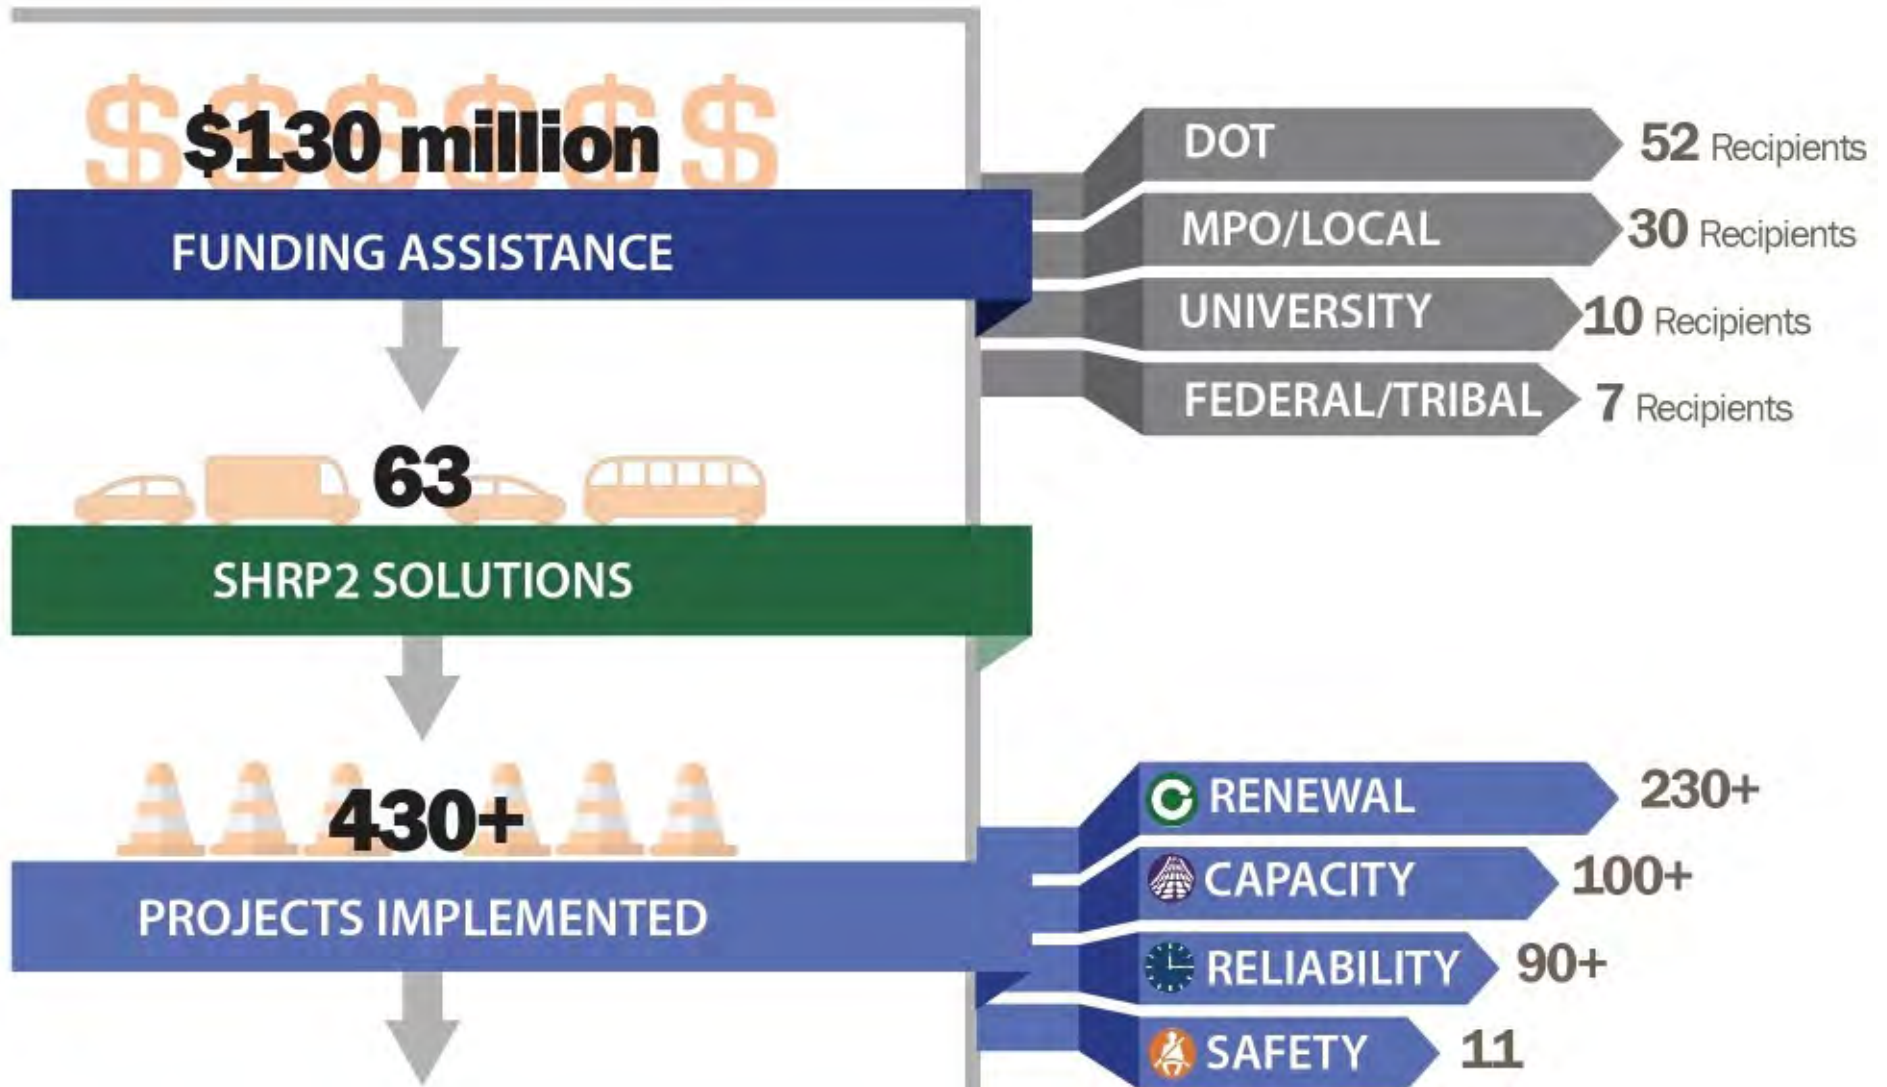 $130 million
FUNDING ASSISTANCE
DOT 52 Recipients
MPO/LOCAL 30 Recipients
UNIVERSITY 10 Recipients
FEDERAL/TRIBAL 7 Recipients
63
SHRP2 SOLUTIONS
430+
PROJECTS IMPLEMENTED
RENEWAL 230+
CAPACITY 100+
RELIABILITY 90+
SAFETY 11